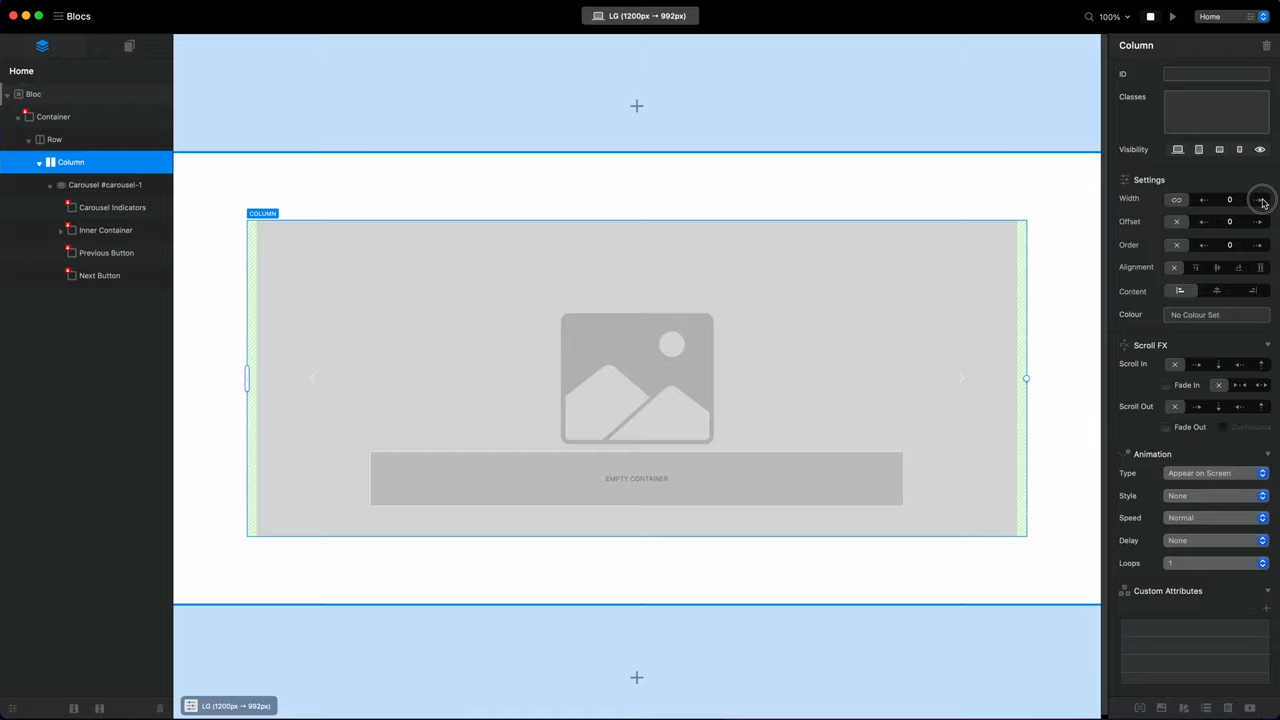 Blocs
LG (1200px → 992px)
100%
Home
Home
Bloc
Container
Row
Column
Carousel #carousel-1
Carousel Indicators
Inner Container
Previous Button
Next Button
COLUMN
EMPTY CONTAINER
LG (1200px → 992px)
Column
ID
Classes
Visibility
Settings
Width
0
Offset
0
Order
0
Alignment
Content
Colour
No Colour Set
Scroll FX
Scroll In
Fade In
Scroll Out
Fade Out
Continuous
Animation
Type
Appear on Screen
Style
None
Speed
Normal
Delay
None
Loops
1
Custom Attributes